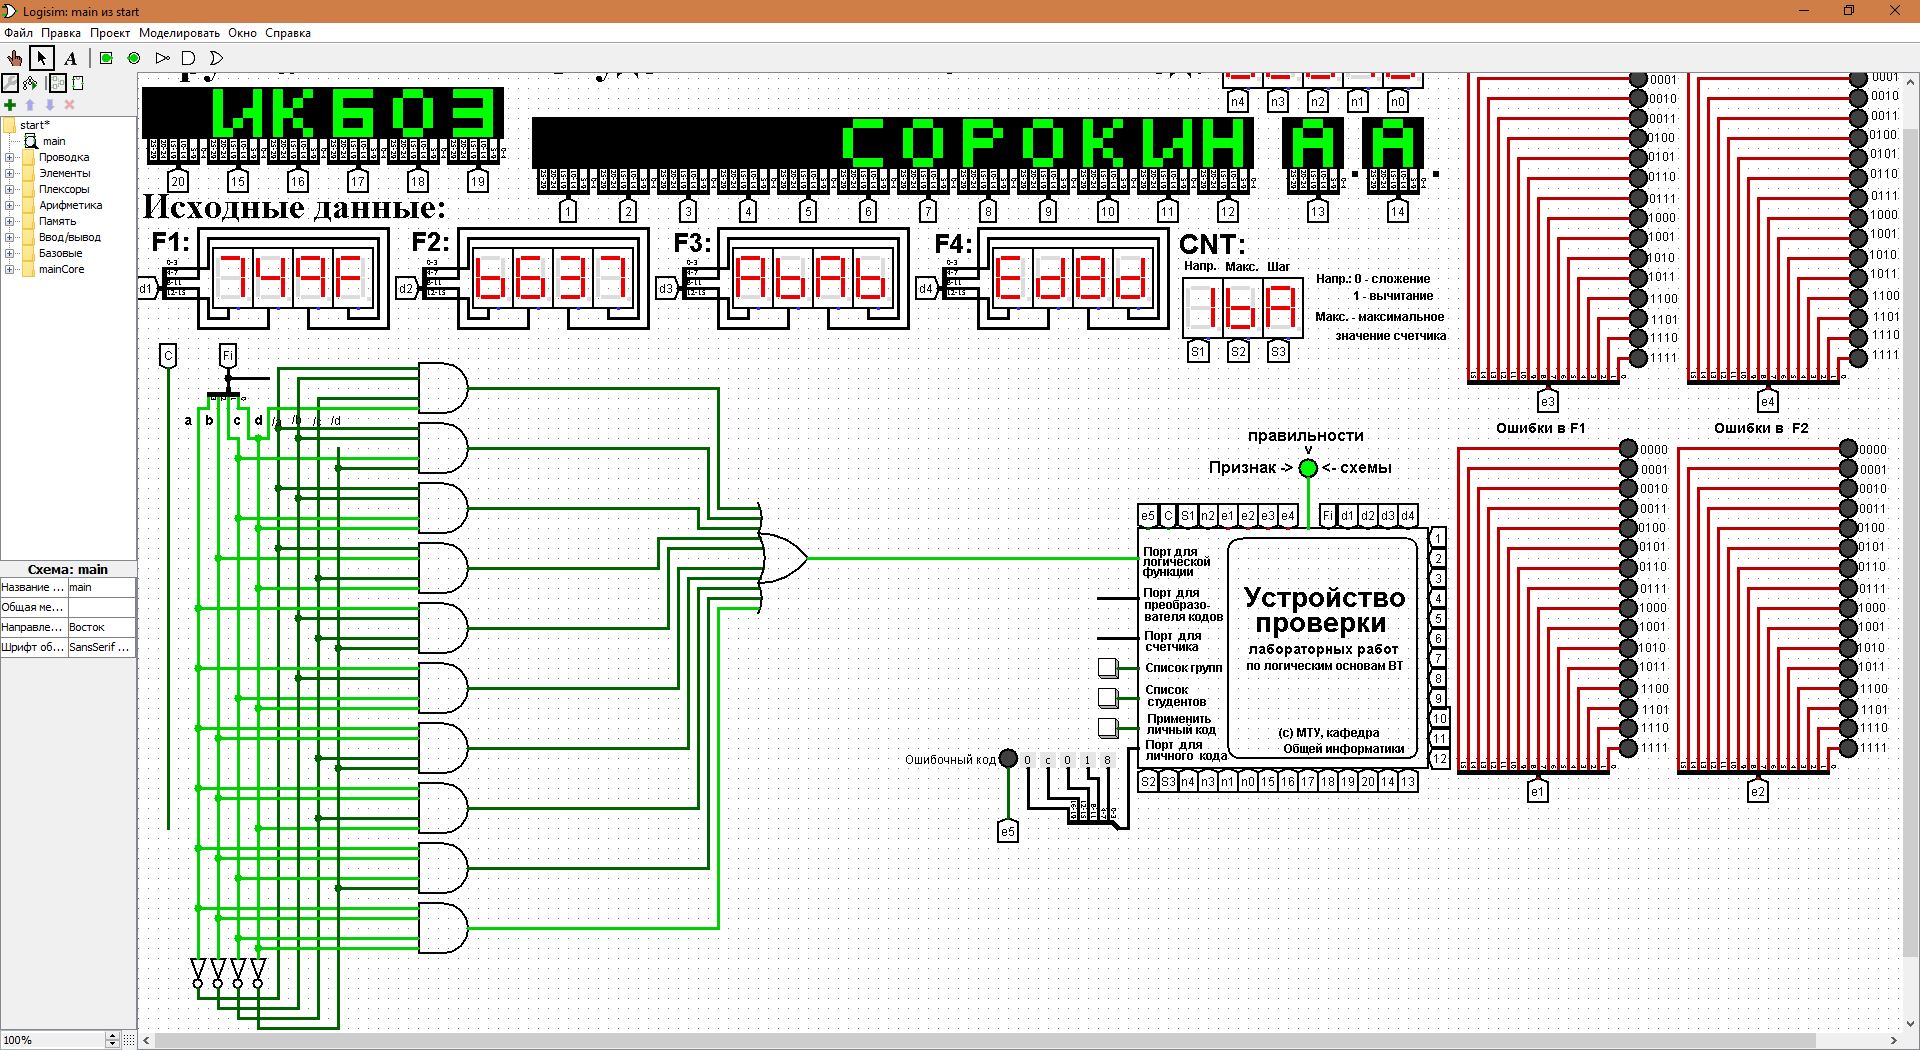 Logisim: main из start
Файл Правка Проект Моделировать Окно Справка
start*
main
Проводка
Элементы
Плексоры
Арифметика
Память
Ввод/вывод
Базовые
mainCore
Схема: main
Название ... main
Общая ме...
Направле... Восток
Шрифт об... SansSerif ...
100%
ИКБОЗ
20 15 16 17 18 19
СОРОКИН А. А.
1 2 3 4 5 6 7 8 9 10 11 12 13 14
n4 n3 n2 n1 n0
Исходные данные:
F1: 749F
F2: 6637
F3: AbAb
F4: Ed8d
CNT:
Напр. Макс. Шаг
1bA
S1 S2 S3
Напр.: 0 - сложение
1 - вычитание
Макс. - максимальное
значение счетчика
d1 d2 d3 d4
C Fi
a b c d /a /b /c /d
правильности
v
Признак -> <- схемы
e5 C S1 n2 e1 e2 e3 e4 Fi d1 d2 d3 d4
Порт для
логической
функции
Порт для
преобразо-
вателя кодов
Порт для
счетчика
Список групп
Список
студентов
Применить
личный код
Порт для
личного кода
Устройство
проверки
лабораторных работ
по логическим основам ВТ
(с) МТУ, кафедра
Общей информатики
1
2
3
4
5
6
7
8
9
10
11
12
S2 S3 n4 n3 n1 n0 15 16 17 18 19 20 14 13
Ошибочный код 0 c 0 1 8
e5
0001 0001
0010 0010
0011 0011
0100 0100
0101 0101
0110 0110
0111 0111
1000 1000
1001 1001
1010 1010
1011 1011
1100 1100
1101 1101
1110 1110
1111 1111
e3 e4
Ошибки в F1 Ошибки в F2
0000 0000
0001 0001
0010 0010
0011 0011
0100 0100
0101 0101
0110 0110
0111 0111
1000 1000
1001 1001
1010 1010
1011 1011
1100 1100
1101 1101
1110 1110
1111 1111
e1 e2